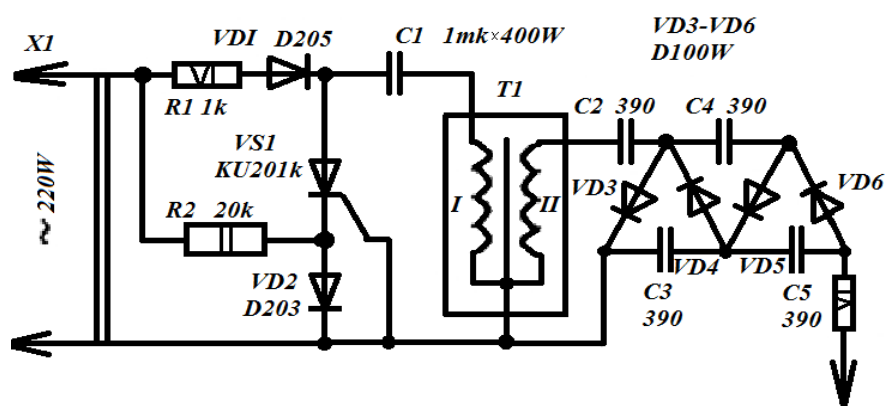 X1
VDI D205
C1 1mk×400W
VD3-VD6
D100W
R1 1k
T1
C2 390 C4 390
VS1
KU201k
~ 220W
R2 20k
I II
VD3
VD6
VD2
D203
VD4 VD5
C3
390
C5
390